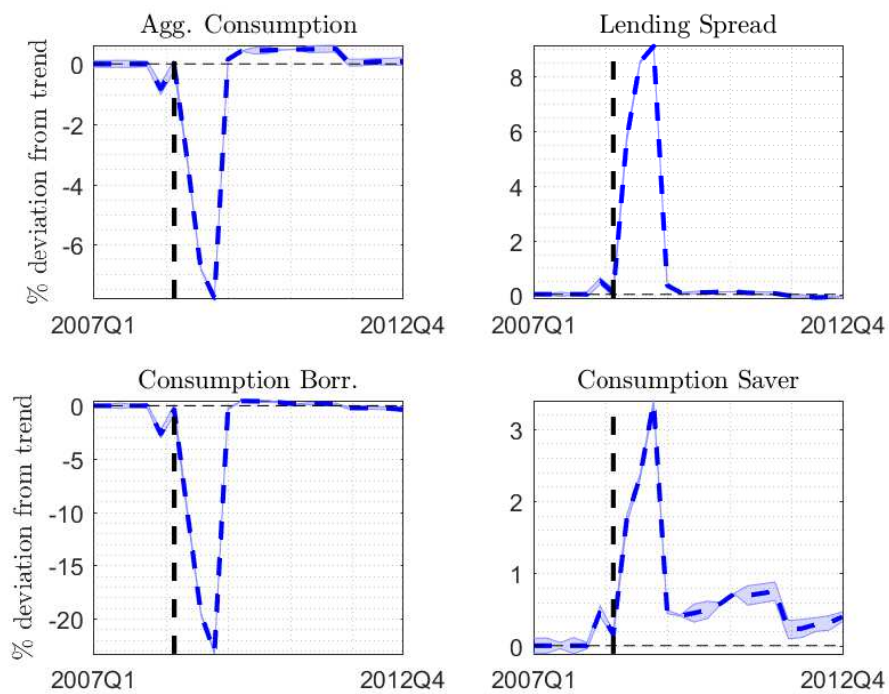 Agg. Consumption
% deviation from trend
0
-2
-4
-6
2007Q1
2012Q4
Lending Spread
8
6
4
2
0
2007Q1
2012Q4
Consumption Borr.
% deviation from trend
0
-5
-10
-15
-20
2007Q1
2012Q4
Consumption Saver
3
2
1
0
2007Q1
2012Q4